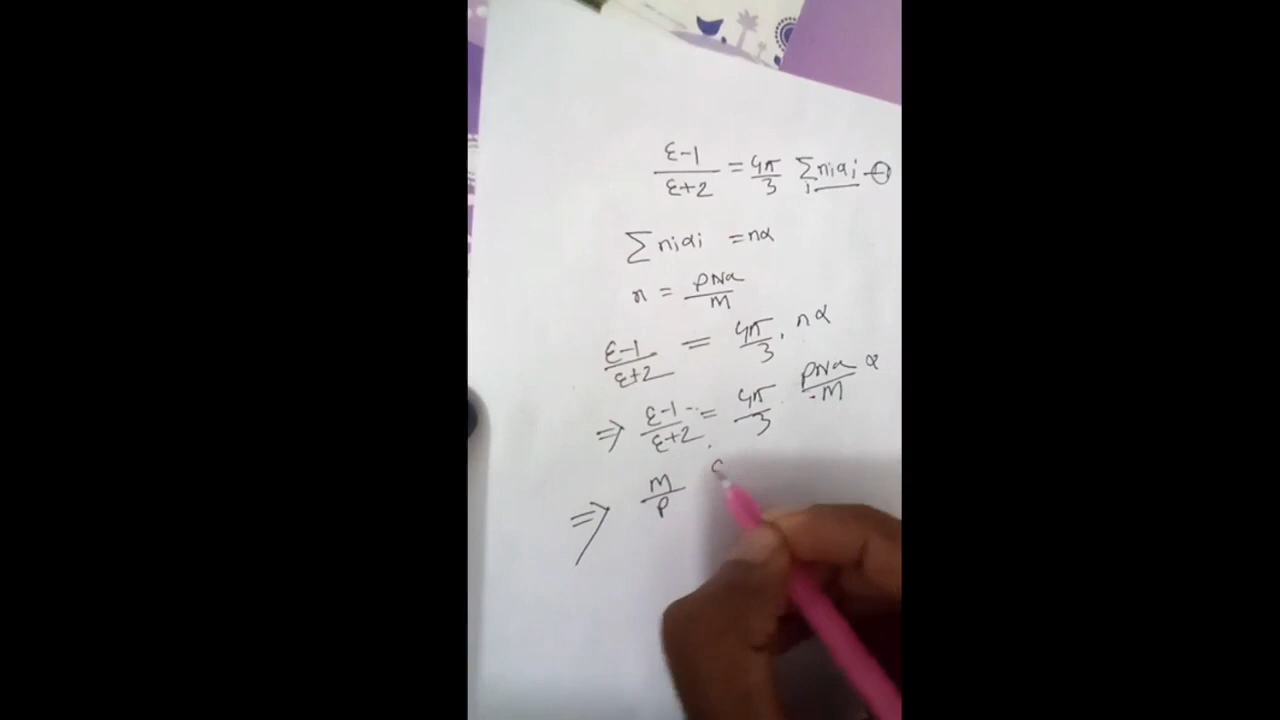 ε-1/ε+2 = 4π/3 Σᵢ nᵢαᵢ —①
Σ nᵢαᵢ = nα
n = ρNa/M
ε-1/ε+2 = 4π/3 . nα
⇒ ε-1/ε+2 = 4π/3 ρNa/M α
⇒ M/ρ